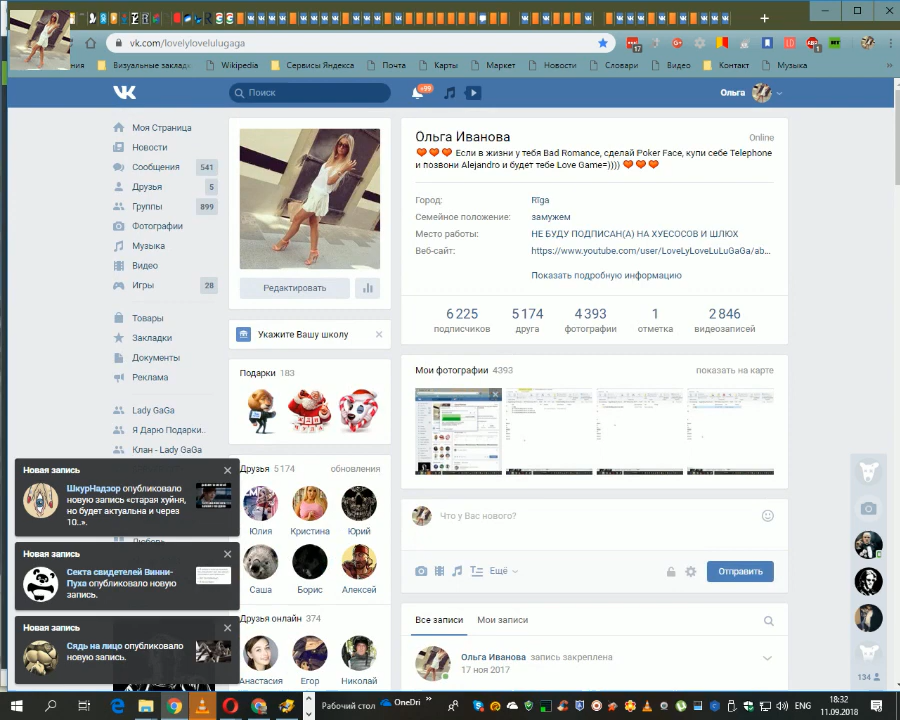 vk.com/lovelylovelulugaga
17
1
ния
Визуальные заклад
Wikipedia
Сервисы Яндекса
Почта
Карты
Маркет
Новости
Словари
Видео
Контакт
Музыка
Поиск
+99
Ольга
Моя Страница
Новости
Сообщения 541
Друзья 5
Группы 899
Фотографии
Музыка
Видео
Игры 28
Товары
Закладки
Документы
Реклама
Lady GaGa
Я Дарю Подарки..
Клан - Lady GaGa
Редактировать
Укажите Вашу школу
Подарки 183
Друзья 5174 обновления
Юлия Кристина Юрий
Саша Борис Алексей
Друзья онлайн 374
Анастасия Егор Николай
Ольга Иванова Online
Если в жизни у тебя Bad Romance, сделай Poker Face, купи себе Telephone
и позвони Alejandro и будет тебе Love Game=))))
Город: Rīga
Семейное положение: замужем
Место работы: НЕ БУДУ ПОДПИСАН(А) НА ХУЕСОСОВ И ШЛЮХ
Веб-сайт: https://www.youtube.com/user/LoveLyLoveLuLuGaGa/ab...
Показать подробную информацию
6 225 5 174 4 393 1 2 846
подписчиков друга фотографии отметка видеозаписей
Мои фотографии 4393 показать на карте
Что у Вас нового?
Ещё
Отправить
Все записи Мои записи
Ольга Иванова запись закреплена
17 ноя 2017
Новая запись
ШкурНадзор опубликовало
новую запись «старая хуйня,
но будет актуальна и через
10..».
Новая запись
Секта свидетелей Винни-
Пуха опубликовало новую
запись.
Новая запись
Сядь на лицо опубликовало
новую запись.
134
Рабочий стол
OneDri
ENG
18:32
11.09.2018